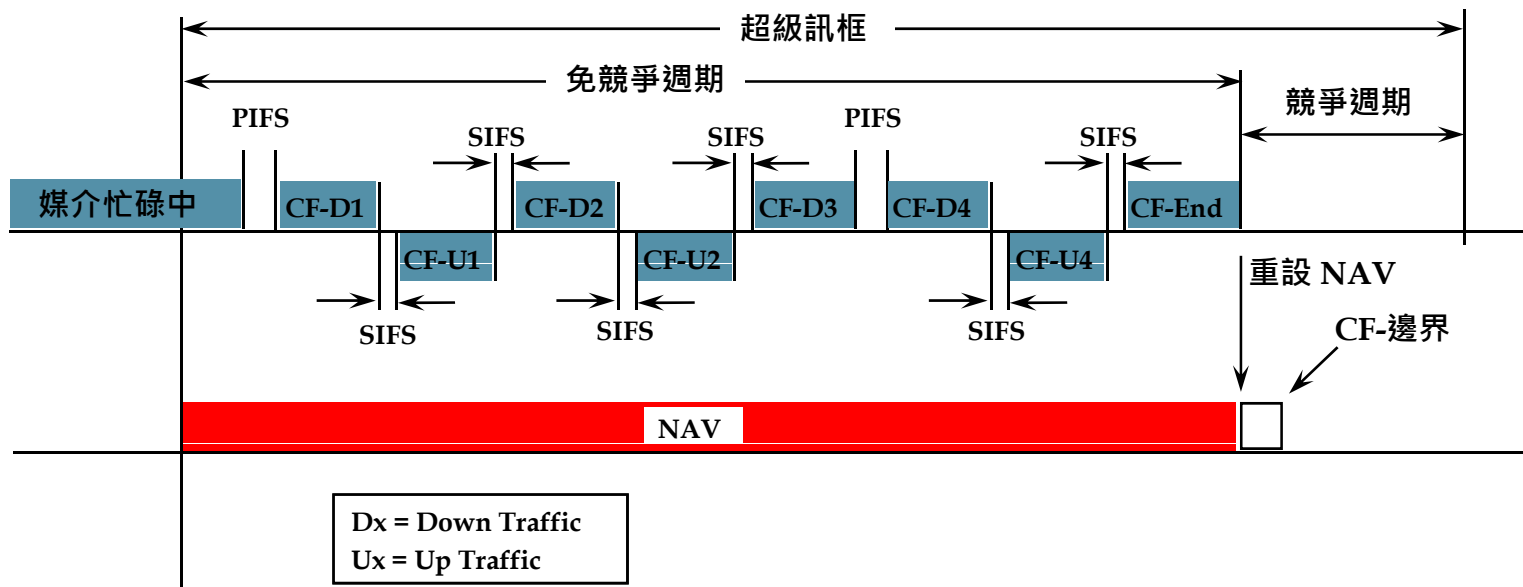 超級訊框
免競爭週期
競爭週期
PIFS
SIFS
SIFS
PIFS
SIFS
媒介忙碌中
CF-D1
CF-D2
CF-D3
CF-D4
CF-End
CF-U1
CF-U2
CF-U4
SIFS
SIFS
SIFS
重設 NAV
CF-邊界
NAV
Dx = Down Traffic
Ux = Up Traffic